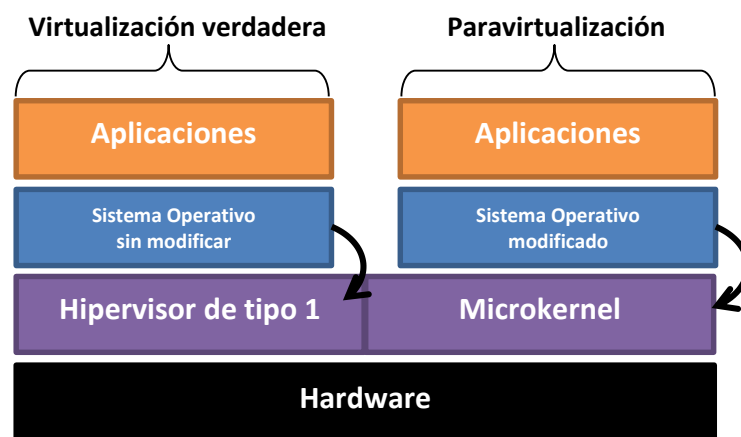 Virtualización verdadera
Paravirtualización
Aplicaciones
Aplicaciones
Sistema Operativo
sin modificar
Sistema Operativo
modificado
Hipervisor de tipo 1
Microkernel
Hardware